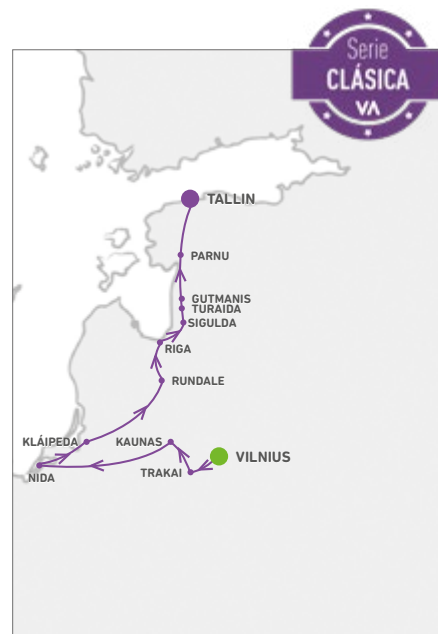 Serie
CLÁSICA
VA
TALLIN
PARNU
GUTMANIS
TURAIDA
SIGULDA
RIGA
RUNDALE
KLÁIPEDA
KAUNAS
VILNIUS
TRAKAI
NIDA